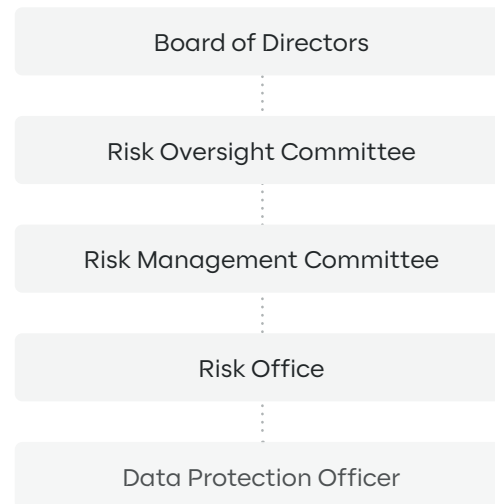 Board of Directors
Risk Oversight Committee
Risk Management Committee
Risk Office
Data Protection Officer